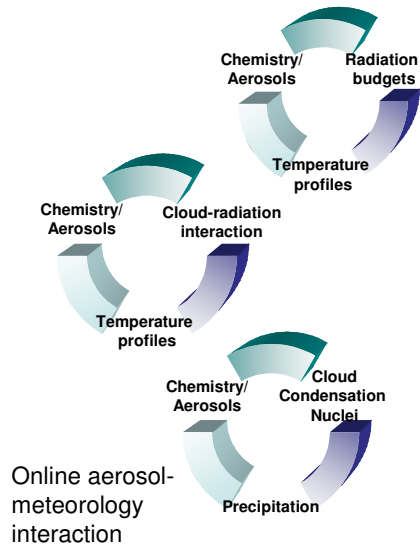 Chemistry/
Aerosols
Radiation
budgets
Temperature
profiles
Chemistry/
Aerosols
Cloud-radiation
interaction
Temperature
profiles
Chemistry/
Aerosols
Cloud
Condensation
Nuclei
Precipitation
Online aerosol-
meteorology
interaction